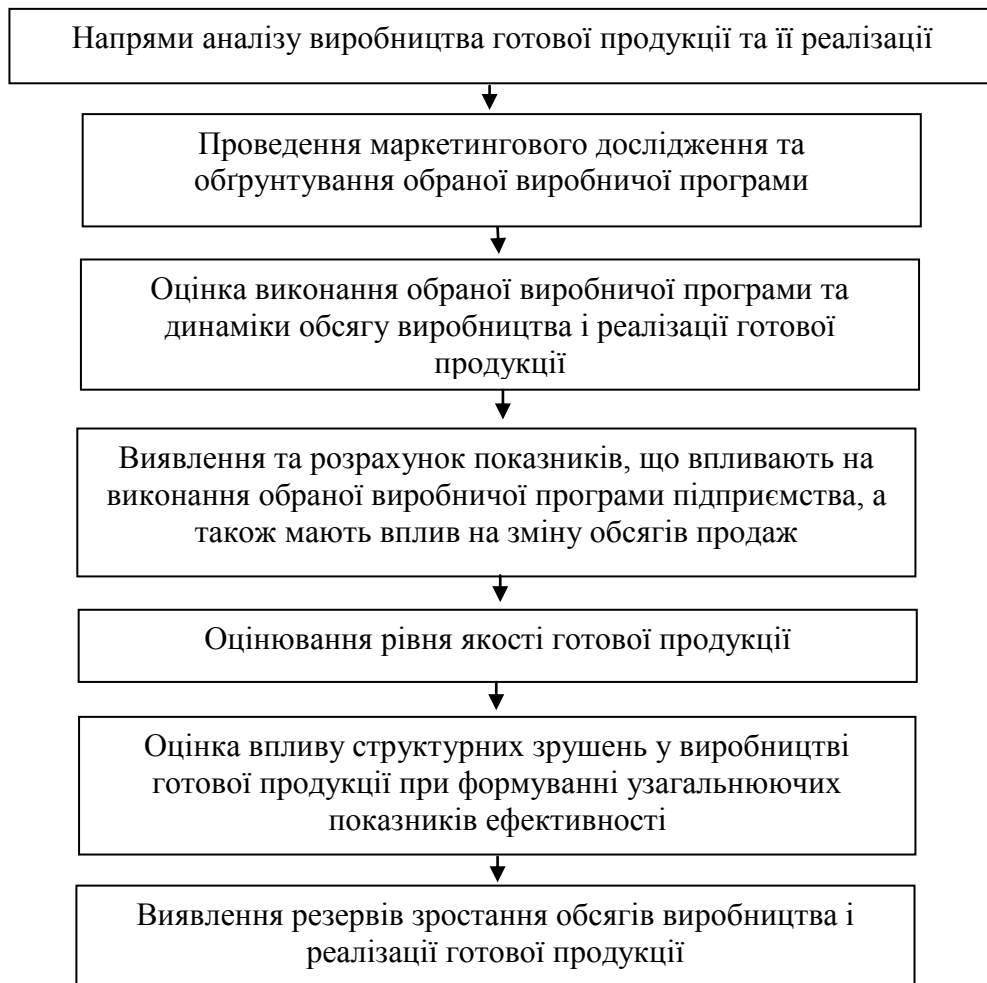 Напрями аналізу виробництва готової продукції та її реалізації
Проведення маркетингового дослідження та
обґрунтування обраної виробничої програми
Оцінка виконання обраної виробничої програми та
динаміки обсягу виробництва і реалізації готової
продукції
Виявлення та розрахунок показників, що впливають на
виконання обраної виробничої програми підприємства, а
також мають вплив на зміну обсягів продаж
Оцінювання рівня якості готової продукції
Оцінка впливу структурних зрушень у виробництві
готової продукції при формуванні узагальнюючих
показників ефективності
Виявлення резервів зростання обсягів виробництва і
реалізації готової продукції